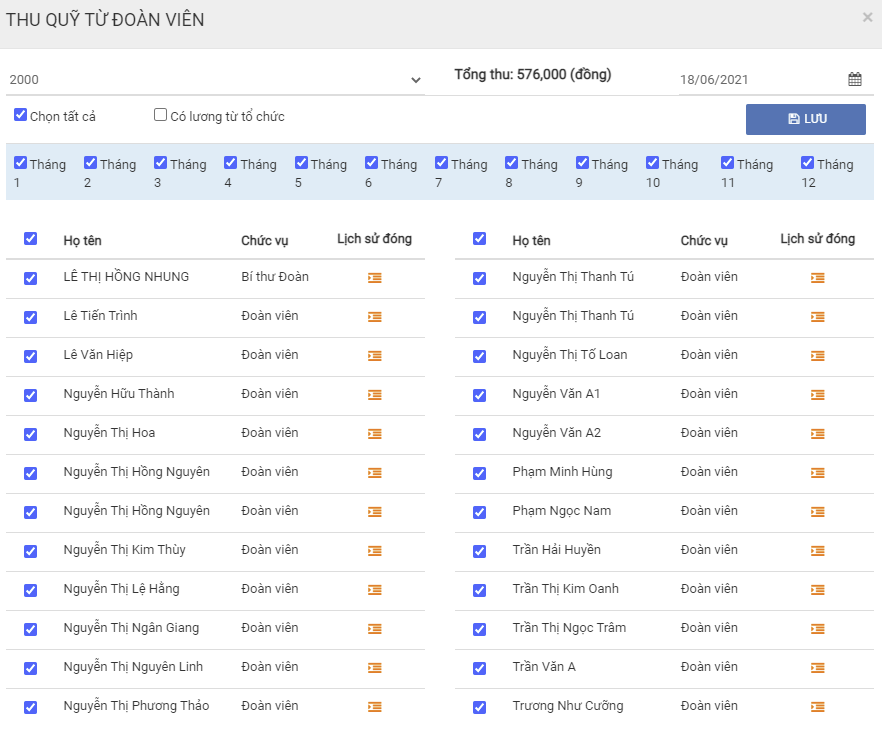 THU QUỸ TỪ ĐOÀN VIÊN
×
2000
Tổng thu: 576,000 (đồng)
18/06/2021
Chọn tất cả
Có lương từ tổ chức
LƯU
Tháng 1 Tháng 2 Tháng 3 Tháng 4 Tháng 5 Tháng 6 Tháng 7 Tháng 8 Tháng 9 Tháng 10 Tháng 11 Tháng 12
Họ tên Chức vụ Lịch sử đóng
LÊ THỊ HỒNG NHUNG Bí thư Đoàn
Lê Tiến Trình Đoàn viên
Lê Văn Hiệp Đoàn viên
Nguyễn Hữu Thành Đoàn viên
Nguyễn Thị Hoa Đoàn viên
Nguyễn Thị Hồng Nguyên Đoàn viên
Nguyễn Thị Hồng Nguyên Đoàn viên
Nguyễn Thị Kim Thùy Đoàn viên
Nguyễn Thị Lệ Hằng Đoàn viên
Nguyễn Thị Ngân Giang Đoàn viên
Nguyễn Thị Nguyên Linh Đoàn viên
Nguyễn Thị Phương Thảo Đoàn viên
Họ tên Chức vụ Lịch sử đóng
Nguyễn Thị Thanh Tú Đoàn viên
Nguyễn Thị Thanh Tú Đoàn viên
Nguyễn Thị Tố Loan Đoàn viên
Nguyễn Văn A1 Đoàn viên
Nguyễn Văn A2 Đoàn viên
Phạm Minh Hùng Đoàn viên
Phạm Ngọc Nam Đoàn viên
Trần Hải Huyền Đoàn viên
Trần Thị Kim Oanh Đoàn viên
Trần Thị Ngọc Trâm Đoàn viên
Trần Văn A Đoàn viên
Trương Như Cưỡng Đoàn viên